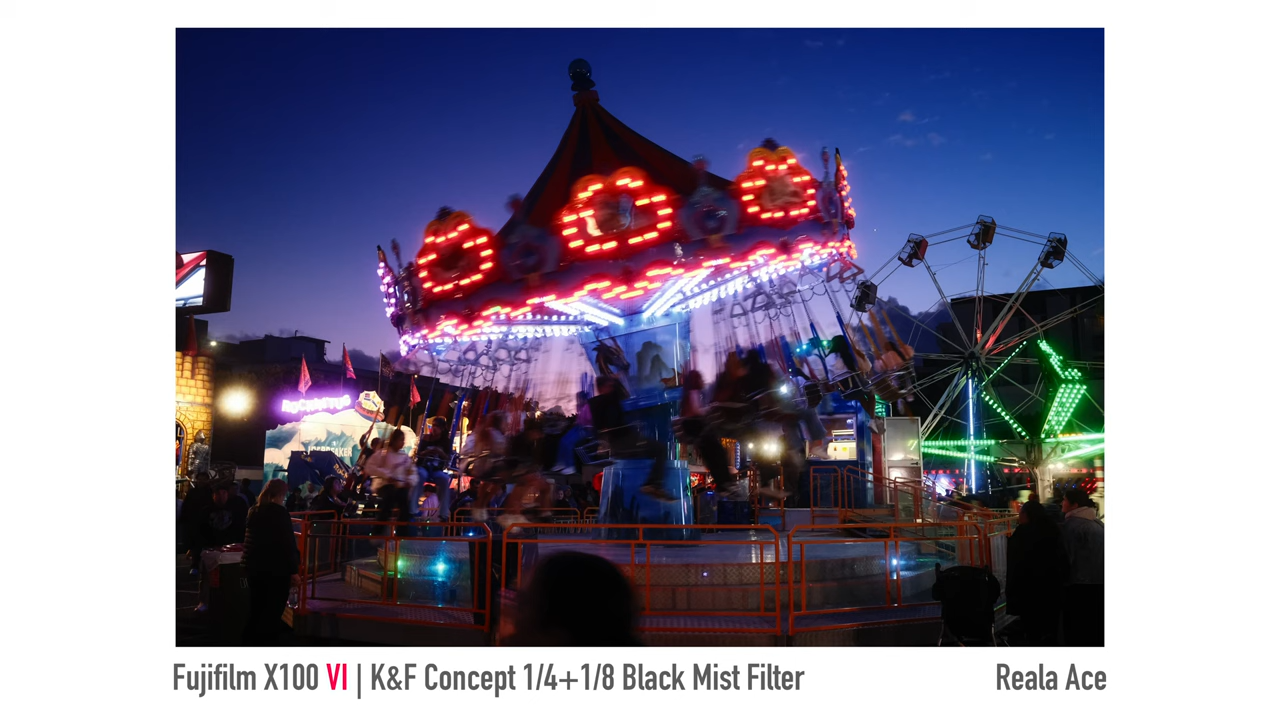 Fujifilm X100 VI | K&F Concept 1/4+1/8 Black Mist Filter
Reala Ace